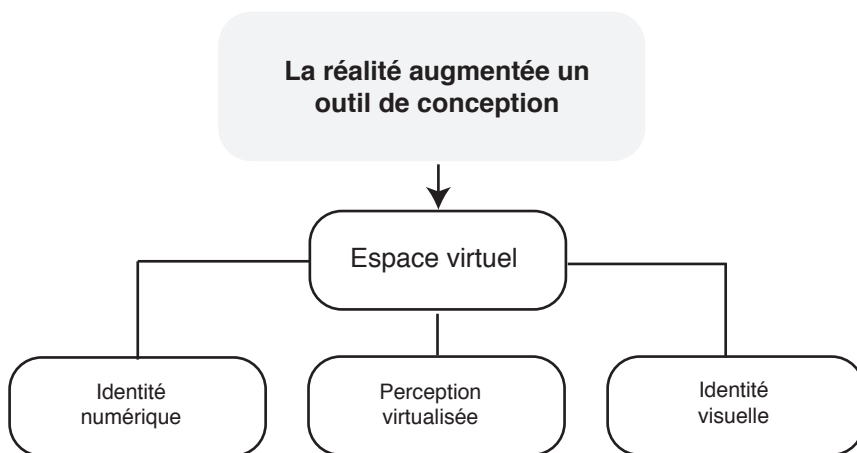 La réalité augmentée un
outil de conception
Espace virtuel
Identité
numérique
Perception
virtualisée
Identité
visuelle